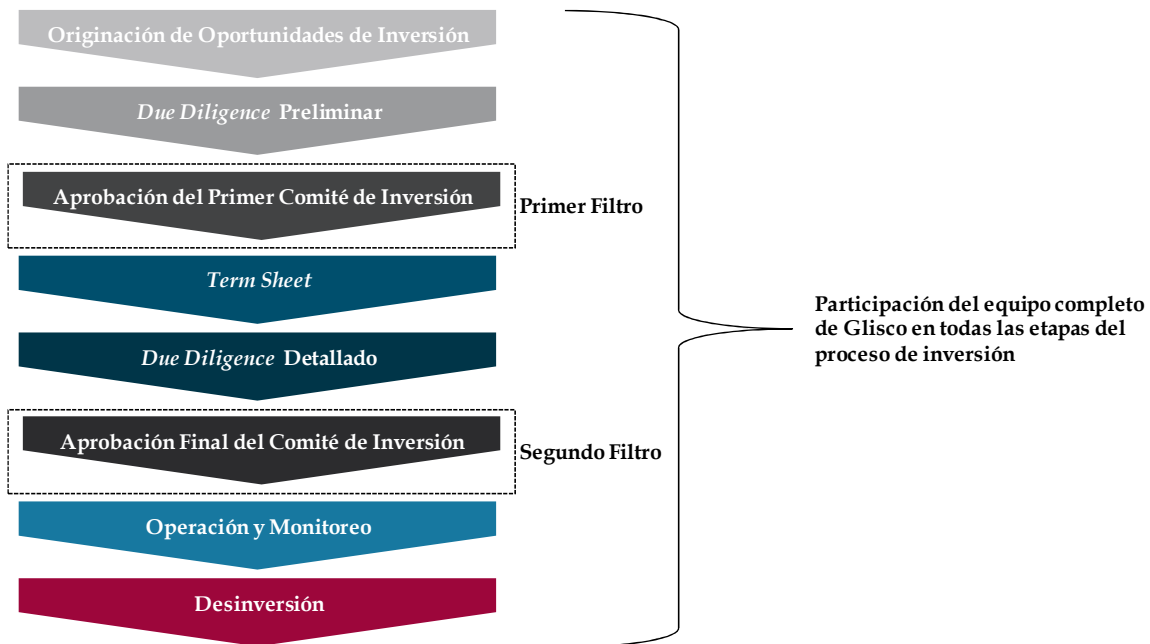 Originación de Oportunidades de Inversión
Due Diligence Preliminar
Aprobación del Primer Comité de Inversión
Primer Filtro
Term Sheet
Due Diligence Detallado
Aprobación Final del Comité de Inversión
Segundo Filtro
Operación y Monitoreo
Desinversión
Participación del equipo completo
de Glisco en todas las etapas del
proceso de inversión